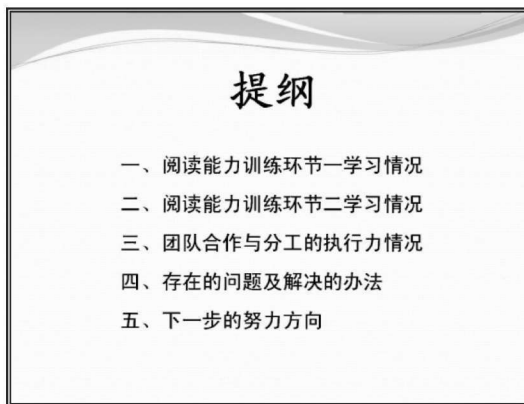 提纲
一、阅读能力训练环节一学习情况
二、阅读能力训练环节二学习情况
三、团队合作与分工的执行力情况
四、存在的问题及解决的办法
五、下一步的努力方向